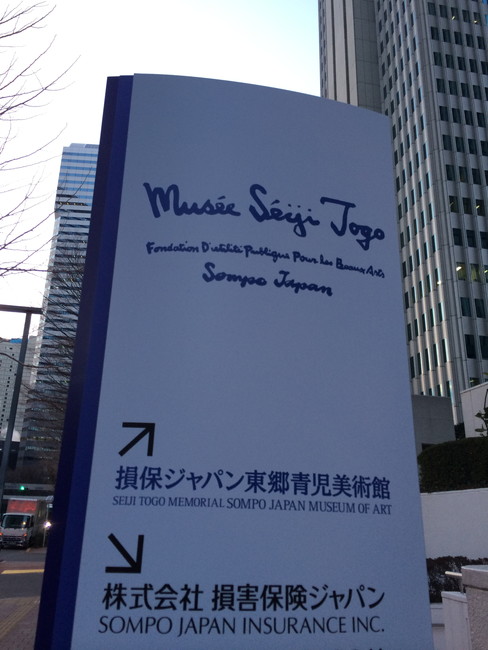 Musée Séiji Togo
Fondation D'utilité Publique Pour les Beaux Arts
Sompo Japan
損保ジャパン東郷青児美術館
SEIJI TOGO MEMORIAL SOMPO JAPAN MUSEUM OF ART
株式会社 損害保険ジャパン
SOMPO JAPAN INSURANCE INC.